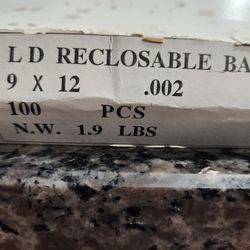 L D RECLOSABLE BA
9 X 12 .002
100 PCS
N.W. 1.9 LBS